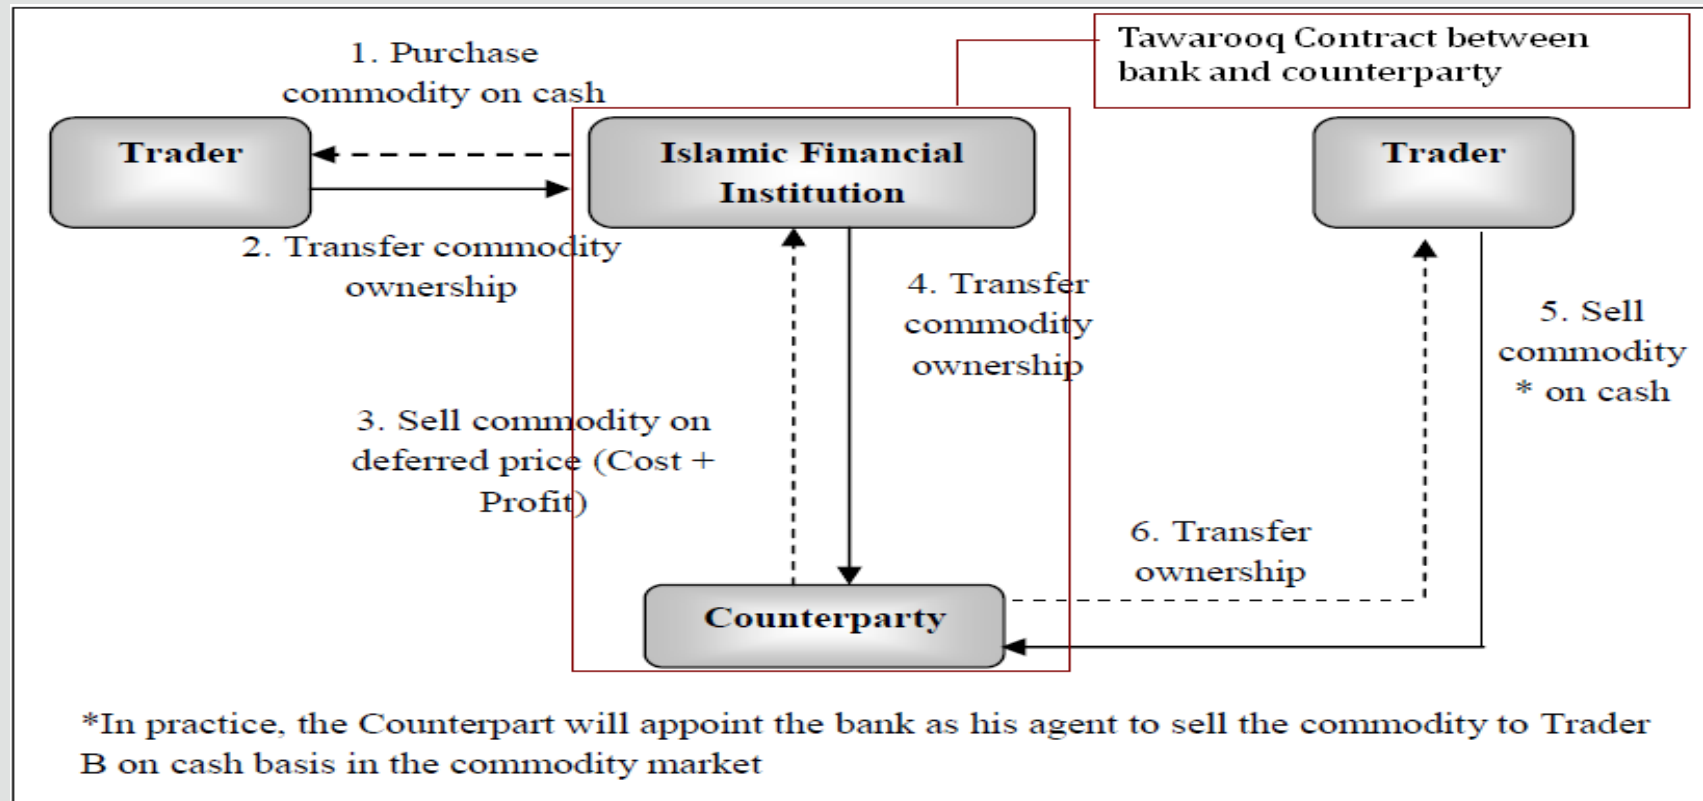 1. Purchase
commodity on cash
Tawarooq Contract between
bank and counterparty
Trader
Islamic Financial
Institution
Trader
2. Transfer commodity
ownership
4. Transfer
commodity
ownership
5. Sell
commodity
* on cash
3. Sell commodity on
deferred price (Cost +
Profit)
6. Transfer
ownership
Counterparty
*In practice, the Counterpart will appoint the bank as his agent to sell the commodity to Trader
B on cash basis in the commodity market